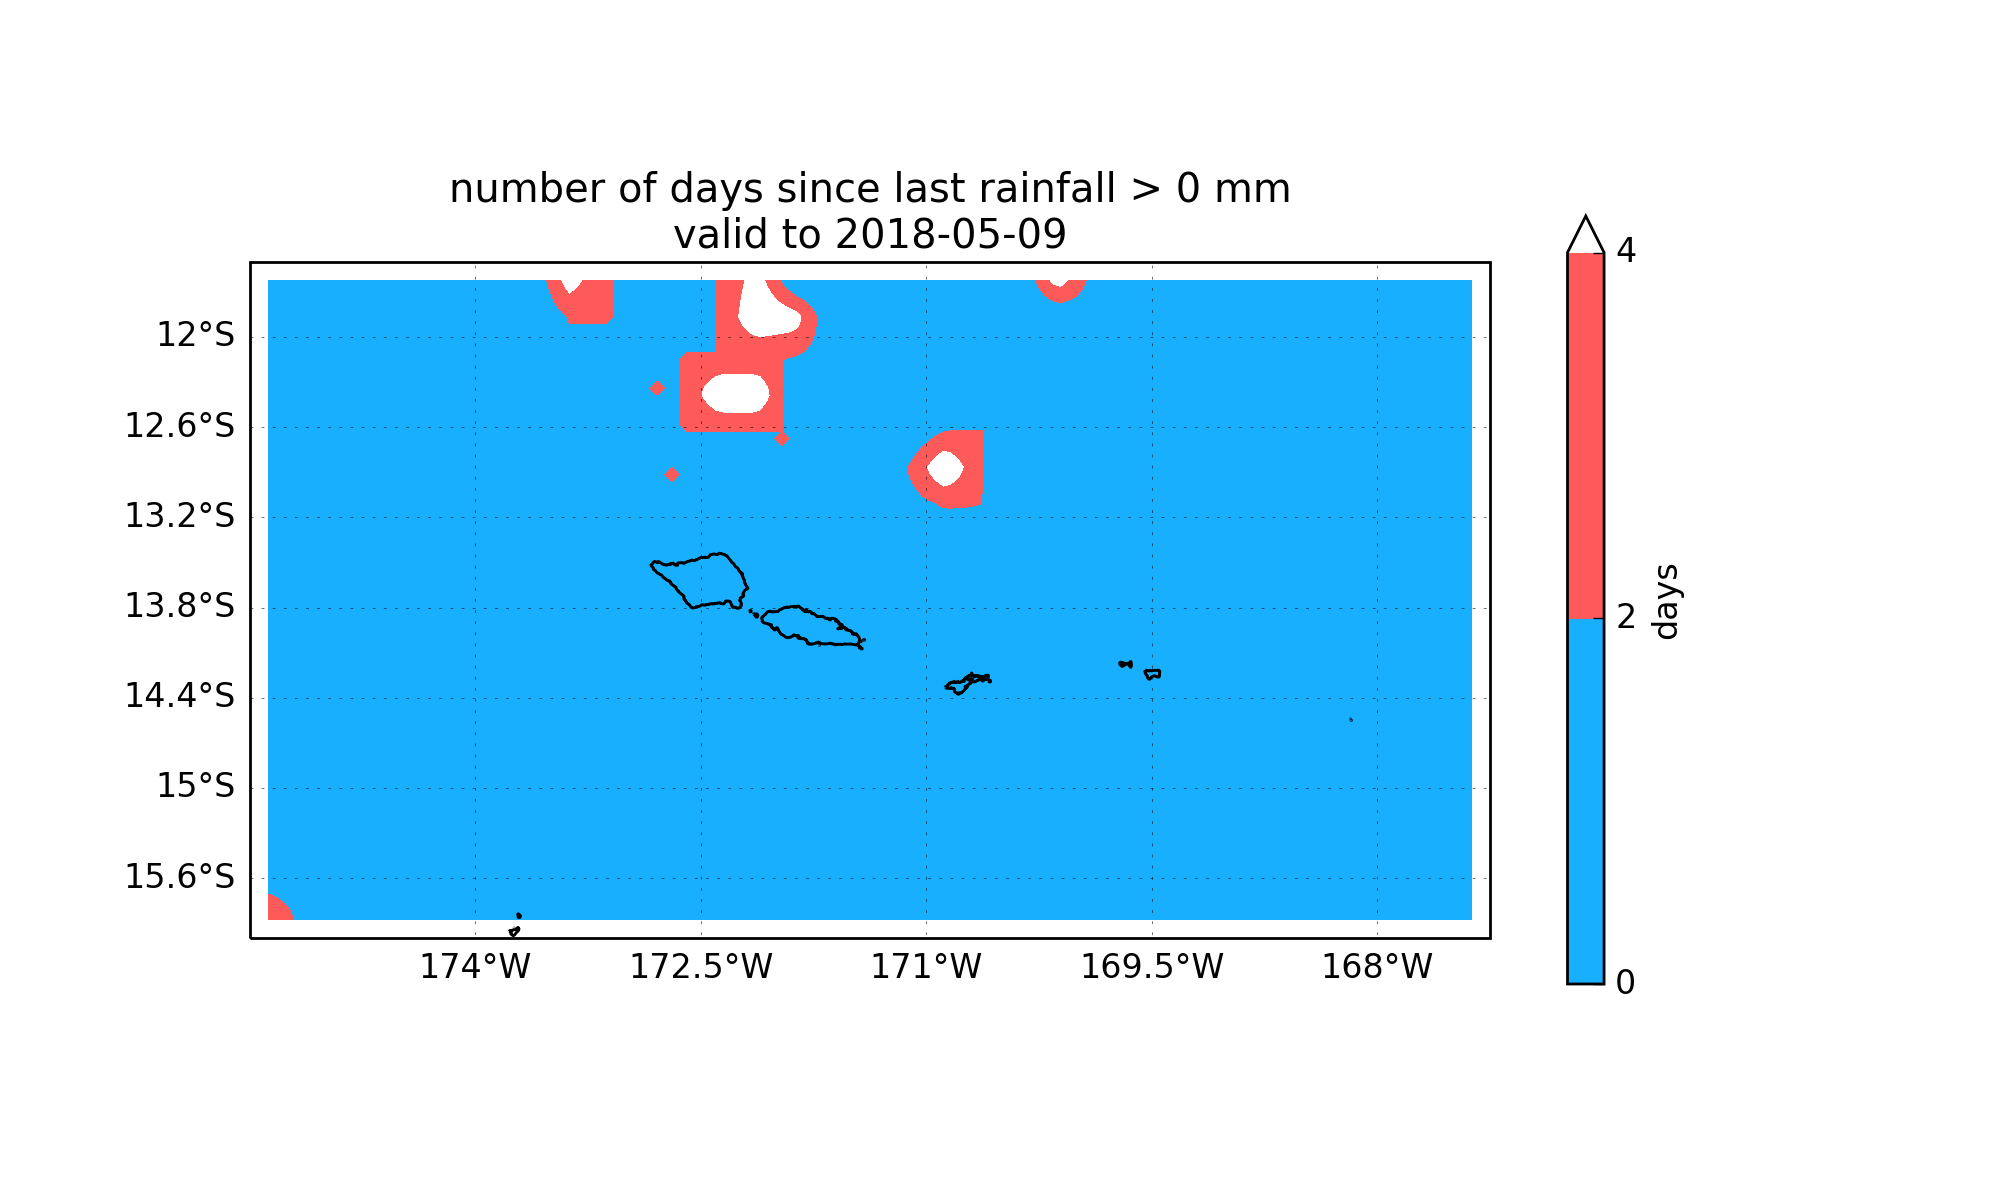 number of days since last rainfall > 0 mm
valid to 2018-05-09
12°S
12.6°S
13.2°S
13.8°S
14.4°S
15°S
15.6°S
174°W 172.5°W 171°W 169.5°W 168°W
4
2
0
days